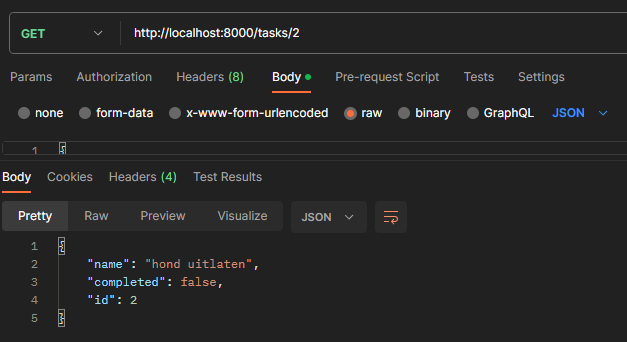 GET http://localhost:8000/tasks/2
Params Authorization Headers (8) Body Pre-request Script Tests Settings
none form-data x-www-form-urlencoded raw binary GraphQL JSON
1 {
Body Cookies Headers (4) Test Results
Pretty Raw Preview Visualize JSON
1 {
2 "name": "hond uitlaten",
3 "completed": false,
4 "id": 2
5 }